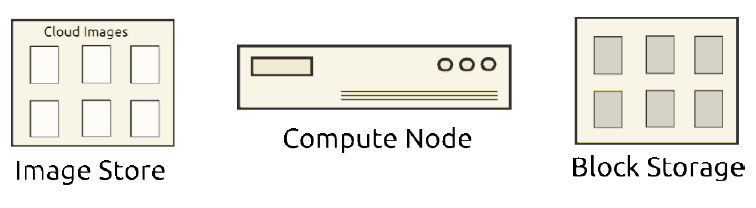 Cloud Images
Image Store
Compute Node
Block Storage